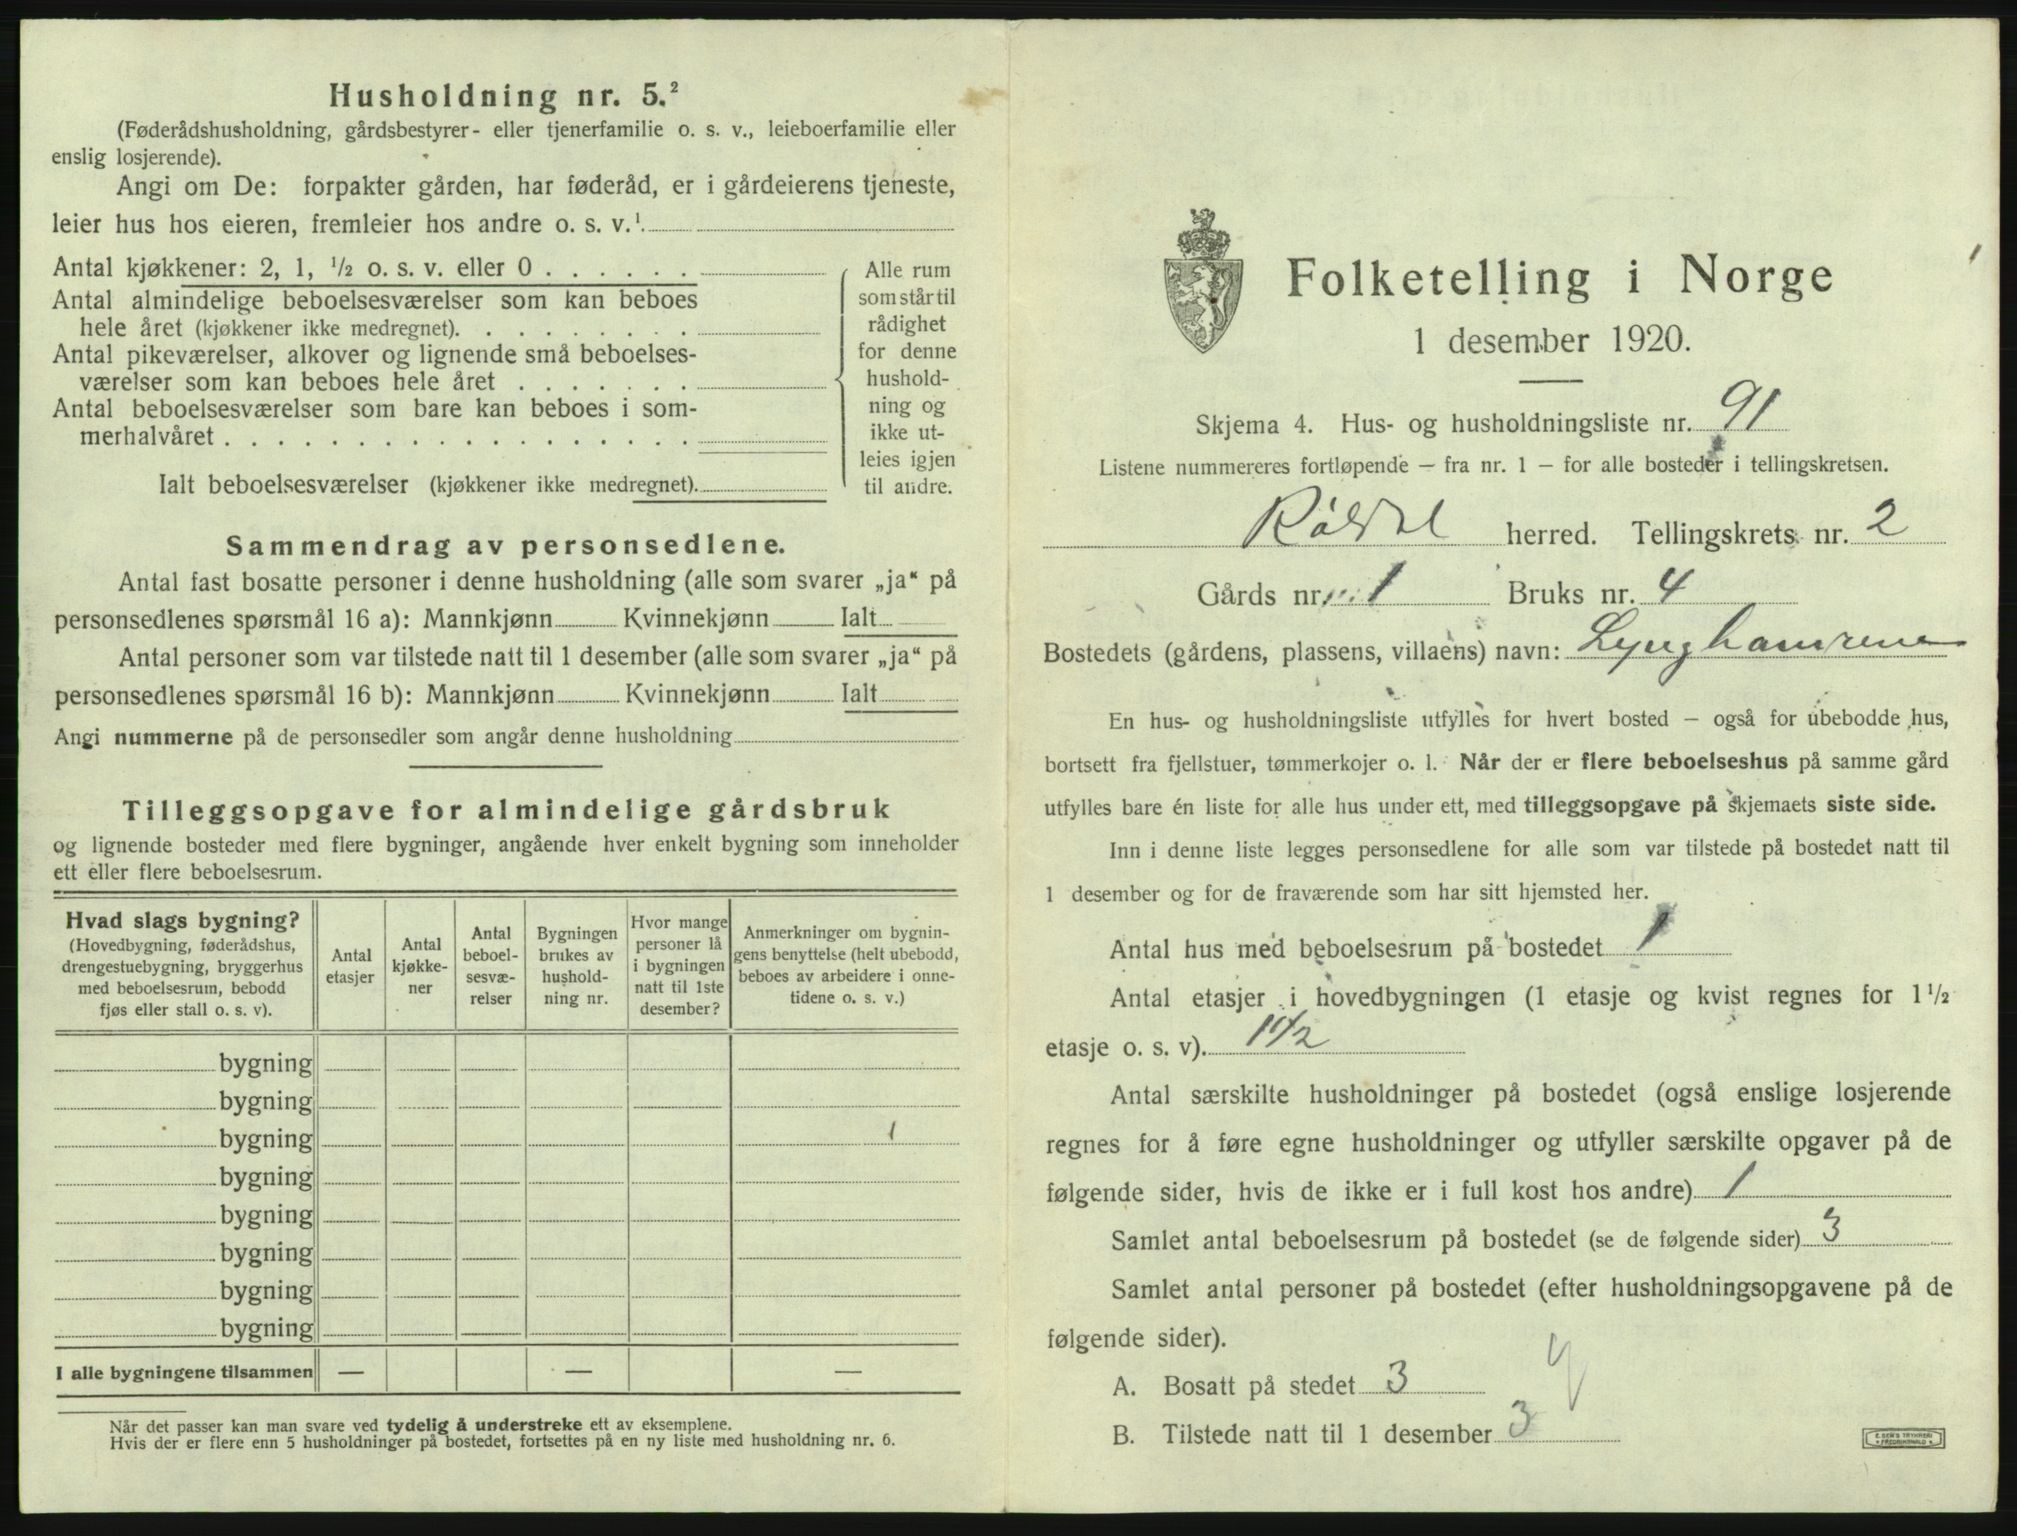 Husholdning nr. 5.²
(Føderådshusholdning, gårdsbestyrer- eller tjenerfamilie o. s. v., leieboerfamilie eller
enslig losjerende).
Angi om De: forpakter gården, har føderåd, er i gårdeierens tjeneste,
leier hus hos eieren, fremleier hos andre o. s. v.¹
Antal kjøkkener: 2, 1, ½ o. s. v. eller 0 . . . . . .
Antal almindelige beboelsesværelser som kan beboes
hele året (kjøkkener ikke medregnet). . . . . . . . .
Antal pikeværelser, alkover og lignende små beboelses-
værelser som kan beboes hele året . . . . . . .
Antal beboelsesværelser som bare kan beboes i som-
merhalvåret . . . . . . . . . . . . . . . . . .
Ialt beboelsesværelser (kjøkkener ikke medregnet).
Alle rum
som står til
rådighet
for denne
hushold-
ning og
ikke ut-
leies igjen
til andre.
Sammendrag av personsedlene.
Antal fast bosatte personer i denne husholdning (alle som svarer „ja“ på
personsedlenes spørsmål 16 a): Mannkjønn Kvinnekjønn Ialt
Antal personer som var tilstede natt til 1 desember (alle som svarer „ja“ på
personsedlenes spørsmål 16 b): Mannkjønn Kvinnekjønn Ialt
Angi nummerne på de personsedler som angår denne husholdning
Tilleggsopgave for almindelige gårdsbruk
og lignende bosteder med flere bygninger, angående hver enkelt bygning som inneholder
ett eller flere beboelsesrum.
Hvad slags bygning?
(Hovedbygning, føderådshus,
drengestuebygning, bryggerhus
med beboelsesrum, bebodd
fjøs eller stall o. s. v).
Antal
etasjer
Antal
kjøkke-
ner
Antal
beboel-
sesvæ-
relser
Bygningen
brukes av
hushold-
ning nr.
Hvor mange
personer lå
i bygningen
natt til 1ste
desember?
Anmerkninger om bygnin-
gens benyttelse (helt ubebodd,
beboes av arbeidere i onne-
tidene o. s. v.)
bygning
bygning
bygning
bygning
bygning
bygning
bygning
bygning
I alle bygningene tilsammen — — —
Når det passer kan man svare ved tydelig å understreke ett av eksemplene.
Hvis der er flere enn 5 husholdninger på bostedet, fortsettes på en ny liste med husholdning nr. 6.
Folketelling i Norge
1 desember 1920.
Skjema 4. Hus- og husholdningsliste nr. 91
Listene nummereres fortløpende — fra nr. 1 — for alle bosteder i tellingskretsen.
Røldal herred. Tellingskrets nr. 2
Gårds nr. 1 Bruks nr. 4
Bostedets (gårdens, plassens, villaens) navn: Lynghamrene
En hus- og husholdningsliste utfylles for hvert bosted — også for ubebodde hus,
bortsett fra fjellstuer, tømmerkojer o. l. Når der er flere beboelseshus på samme gård
utfylles bare én liste for alle hus under ett, med tilleggsopgave på skjemaets siste side.
Inn i denne liste legges personsedlene for alle som var tilstede på bostedet natt til
1 desember og for de fraværende som har sitt hjemsted her.
Antal hus med beboelsesrum på bostedet 1
Antal etasjer i hovedbygningen (1 etasje og kvist regnes for 1½
etasje o. s. v). 1½
Antal særskilte husholdninger på bostedet (også enslige losjerende
regnes for å føre egne husholdninger og utfyller særskilte opgaver på de
følgende sider, hvis de ikke er i full kost hos andre) 1
Samlet antal beboelsesrum på bostedet (se de følgende sider) 3
Samlet antal personer på bostedet (efter husholdningsopgavene på de
følgende sider).
A. Bosatt på stedet 3
B. Tilstede natt til 1 desember 3